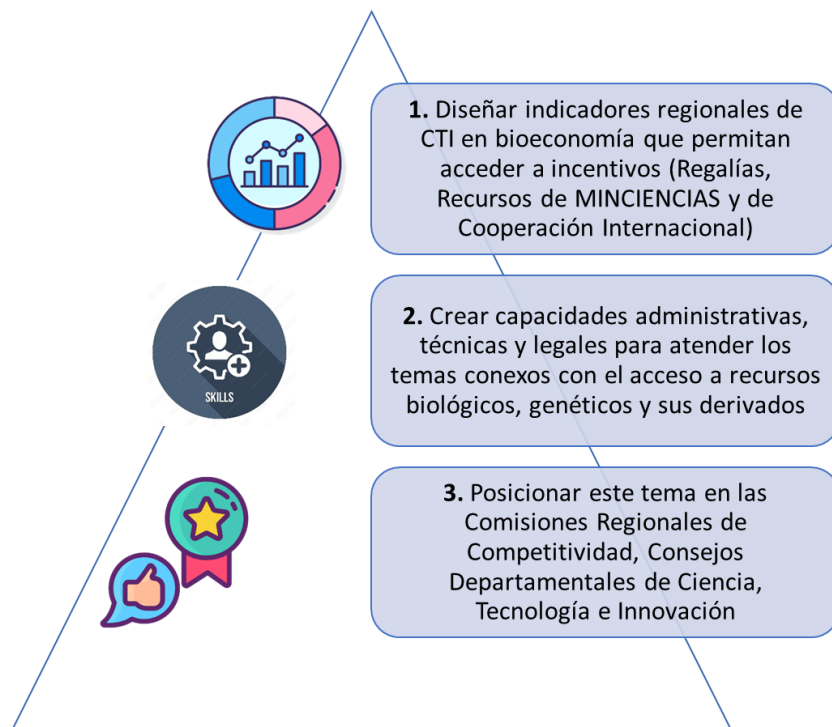 1. Diseñar indicadores regionales de
CTI en bioeconomía que permitan
acceder a incentivos (Regalías,
Recursos de MINCIENCIAS y de
Cooperación Internacional)
SKILLS
2. Crear capacidades administrativas,
técnicas y legales para atender los
temas conexos con el acceso a recursos
biológicos, genéticos y sus derivados
3. Posicionar este tema en las
Comisiones Regionales de
Competitividad, Consejos
Departamentales de Ciencia,
Tecnología e Innovación